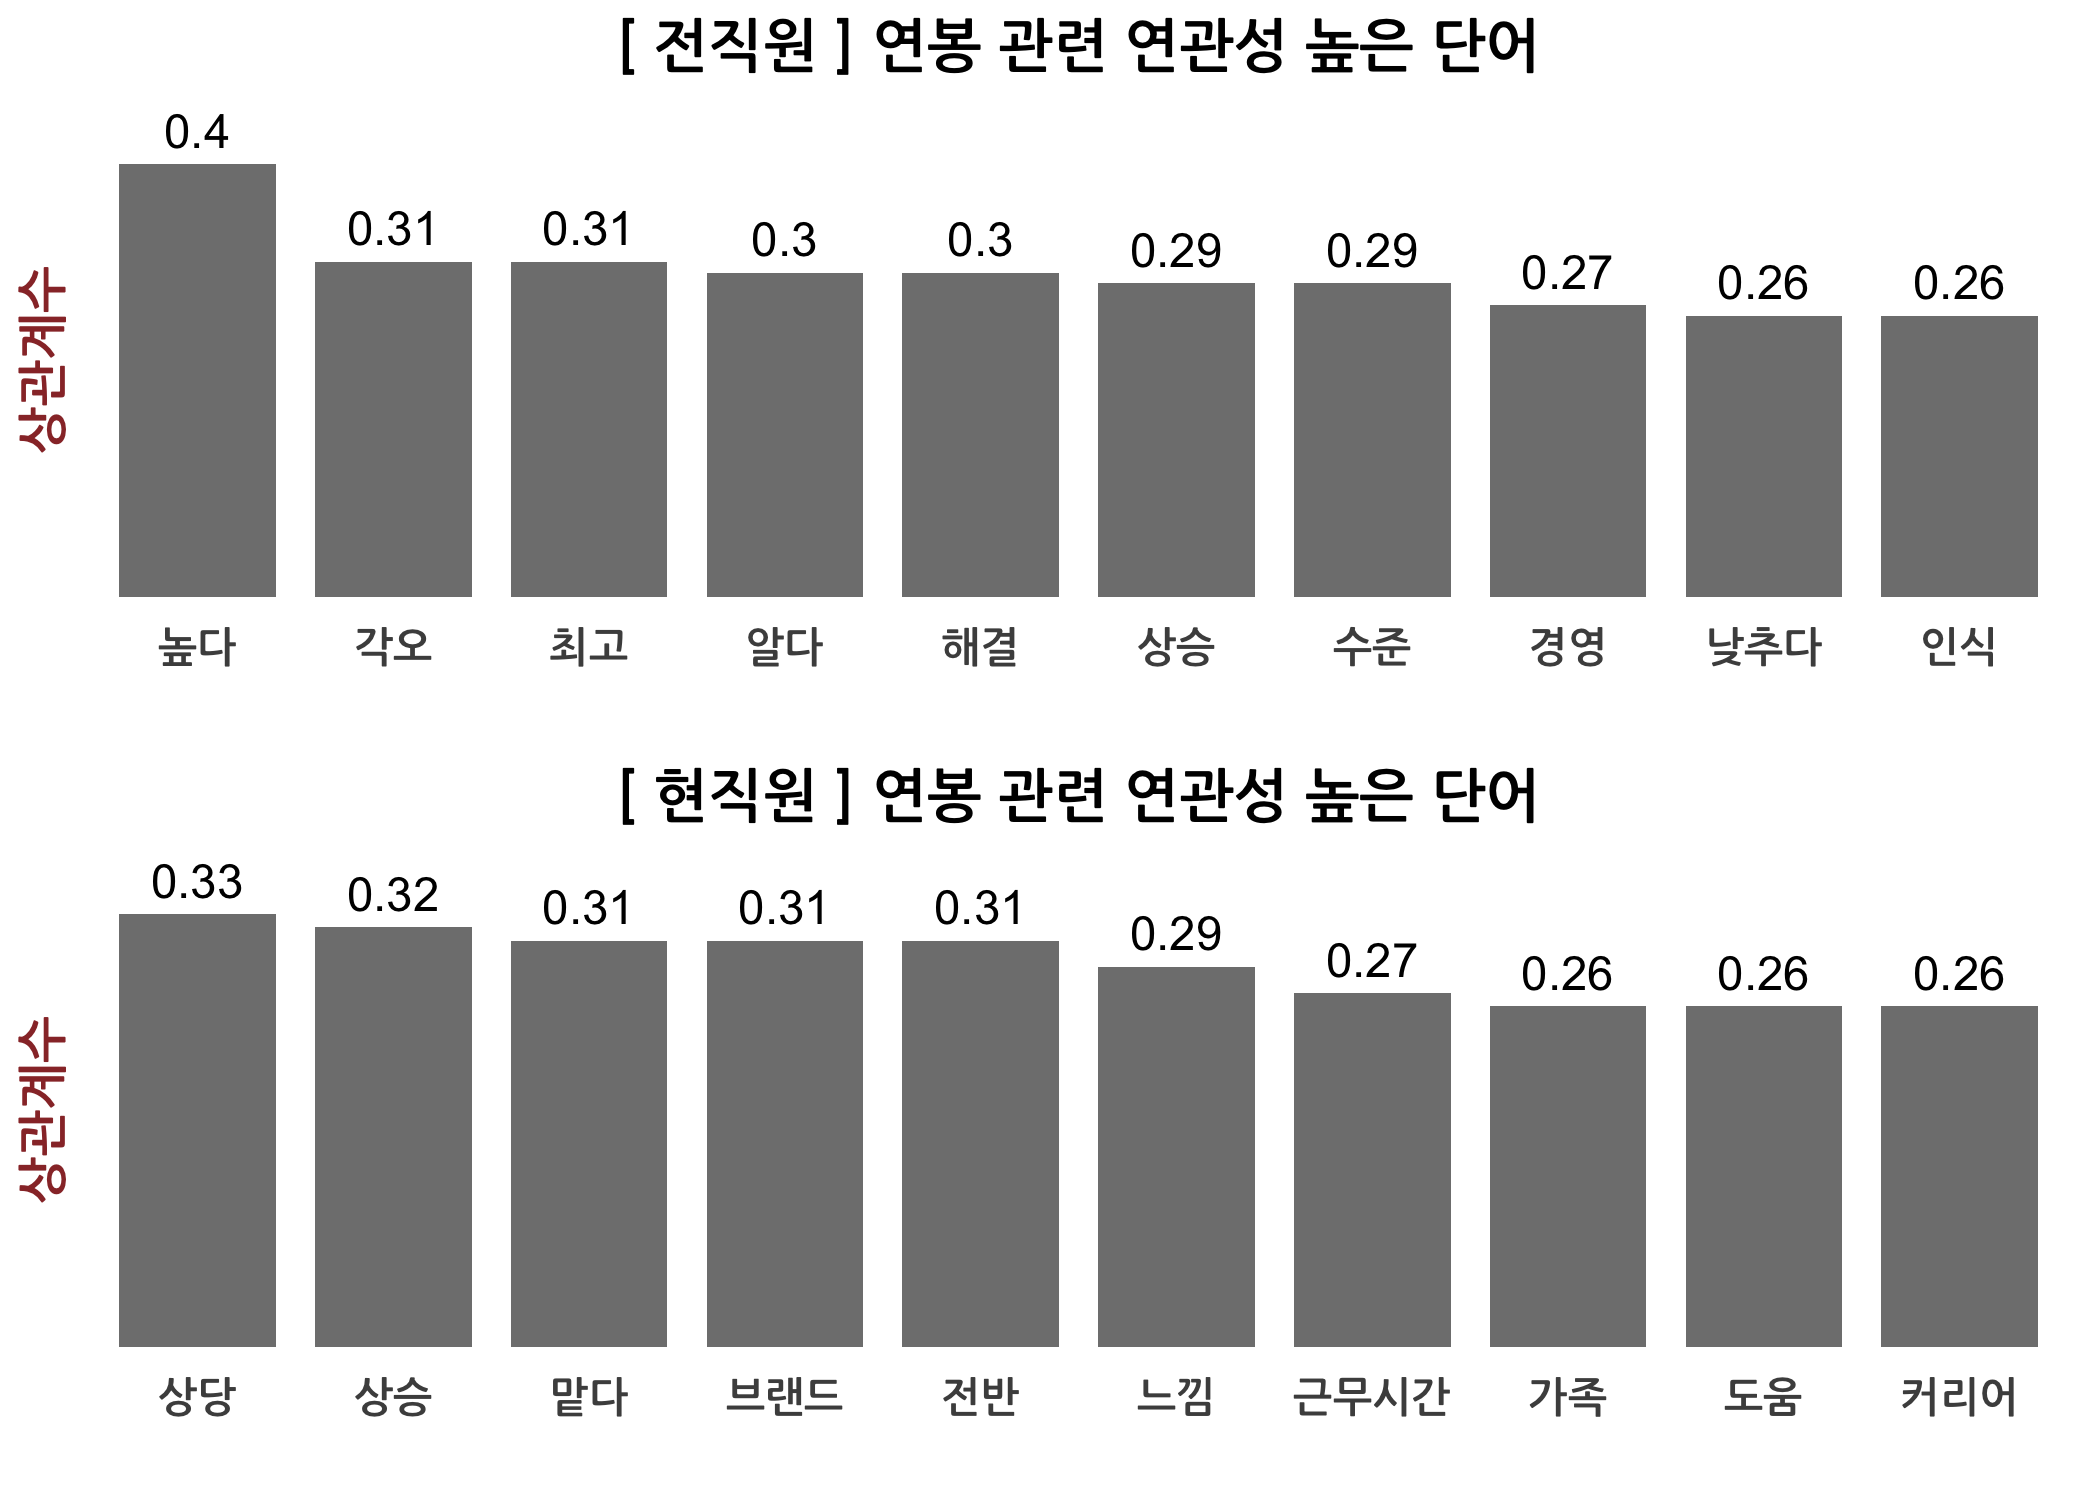 [ 전직원 ] 연봉 관련 연관성 높은 단어
상관계수
0.4 0.31 0.31 0.3 0.3 0.29 0.29 0.27 0.26 0.26
높다 각오 최고 알다 해결 상승 수준 경영 낮추다 인식
[ 현직원 ] 연봉 관련 연관성 높은 단어
상관계수
0.33 0.32 0.31 0.31 0.31 0.29 0.27 0.26 0.26 0.26
상당 상승 맡다 브랜드 전반 느낌 근무시간 가족 도움 커리어